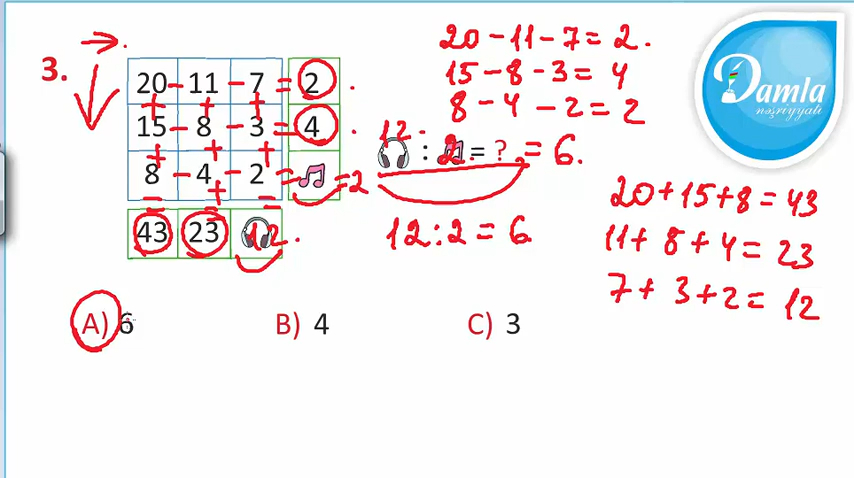 3.
20 - 11 - 7 = 2
+ + +
15 - 8 - 3 = 4
+ + +
8 - 4 - 2 = = 2
= = =
43 23 12
20 - 11 - 7 = 2.
15 - 8 - 3 = 4
8 - 4 - 2 = 2
12 : 2 = ? = 6.
12 : 2 = 6
20 + 15 + 8 = 43
11 + 8 + 4 = 23
7 + 3 + 2 = 12
A) 6 B) 4 C) 3
Damla
nəşriyyatı